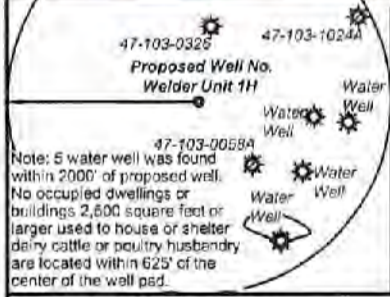 47-103-0326
47-103-1024A
Proposed Well No.
Welder Unit 1H
Water
Well
Water
Well
47-103-0058A
Water
Well
Water
Well
Note: 5 water well was found
within 2000' of proposed well.
No occupied dwellings or
buildings 2,500 square feet or
larger used to house or shelter
dairy cattle or poultry husbandry
are located within 625' of the
center of the well pad.